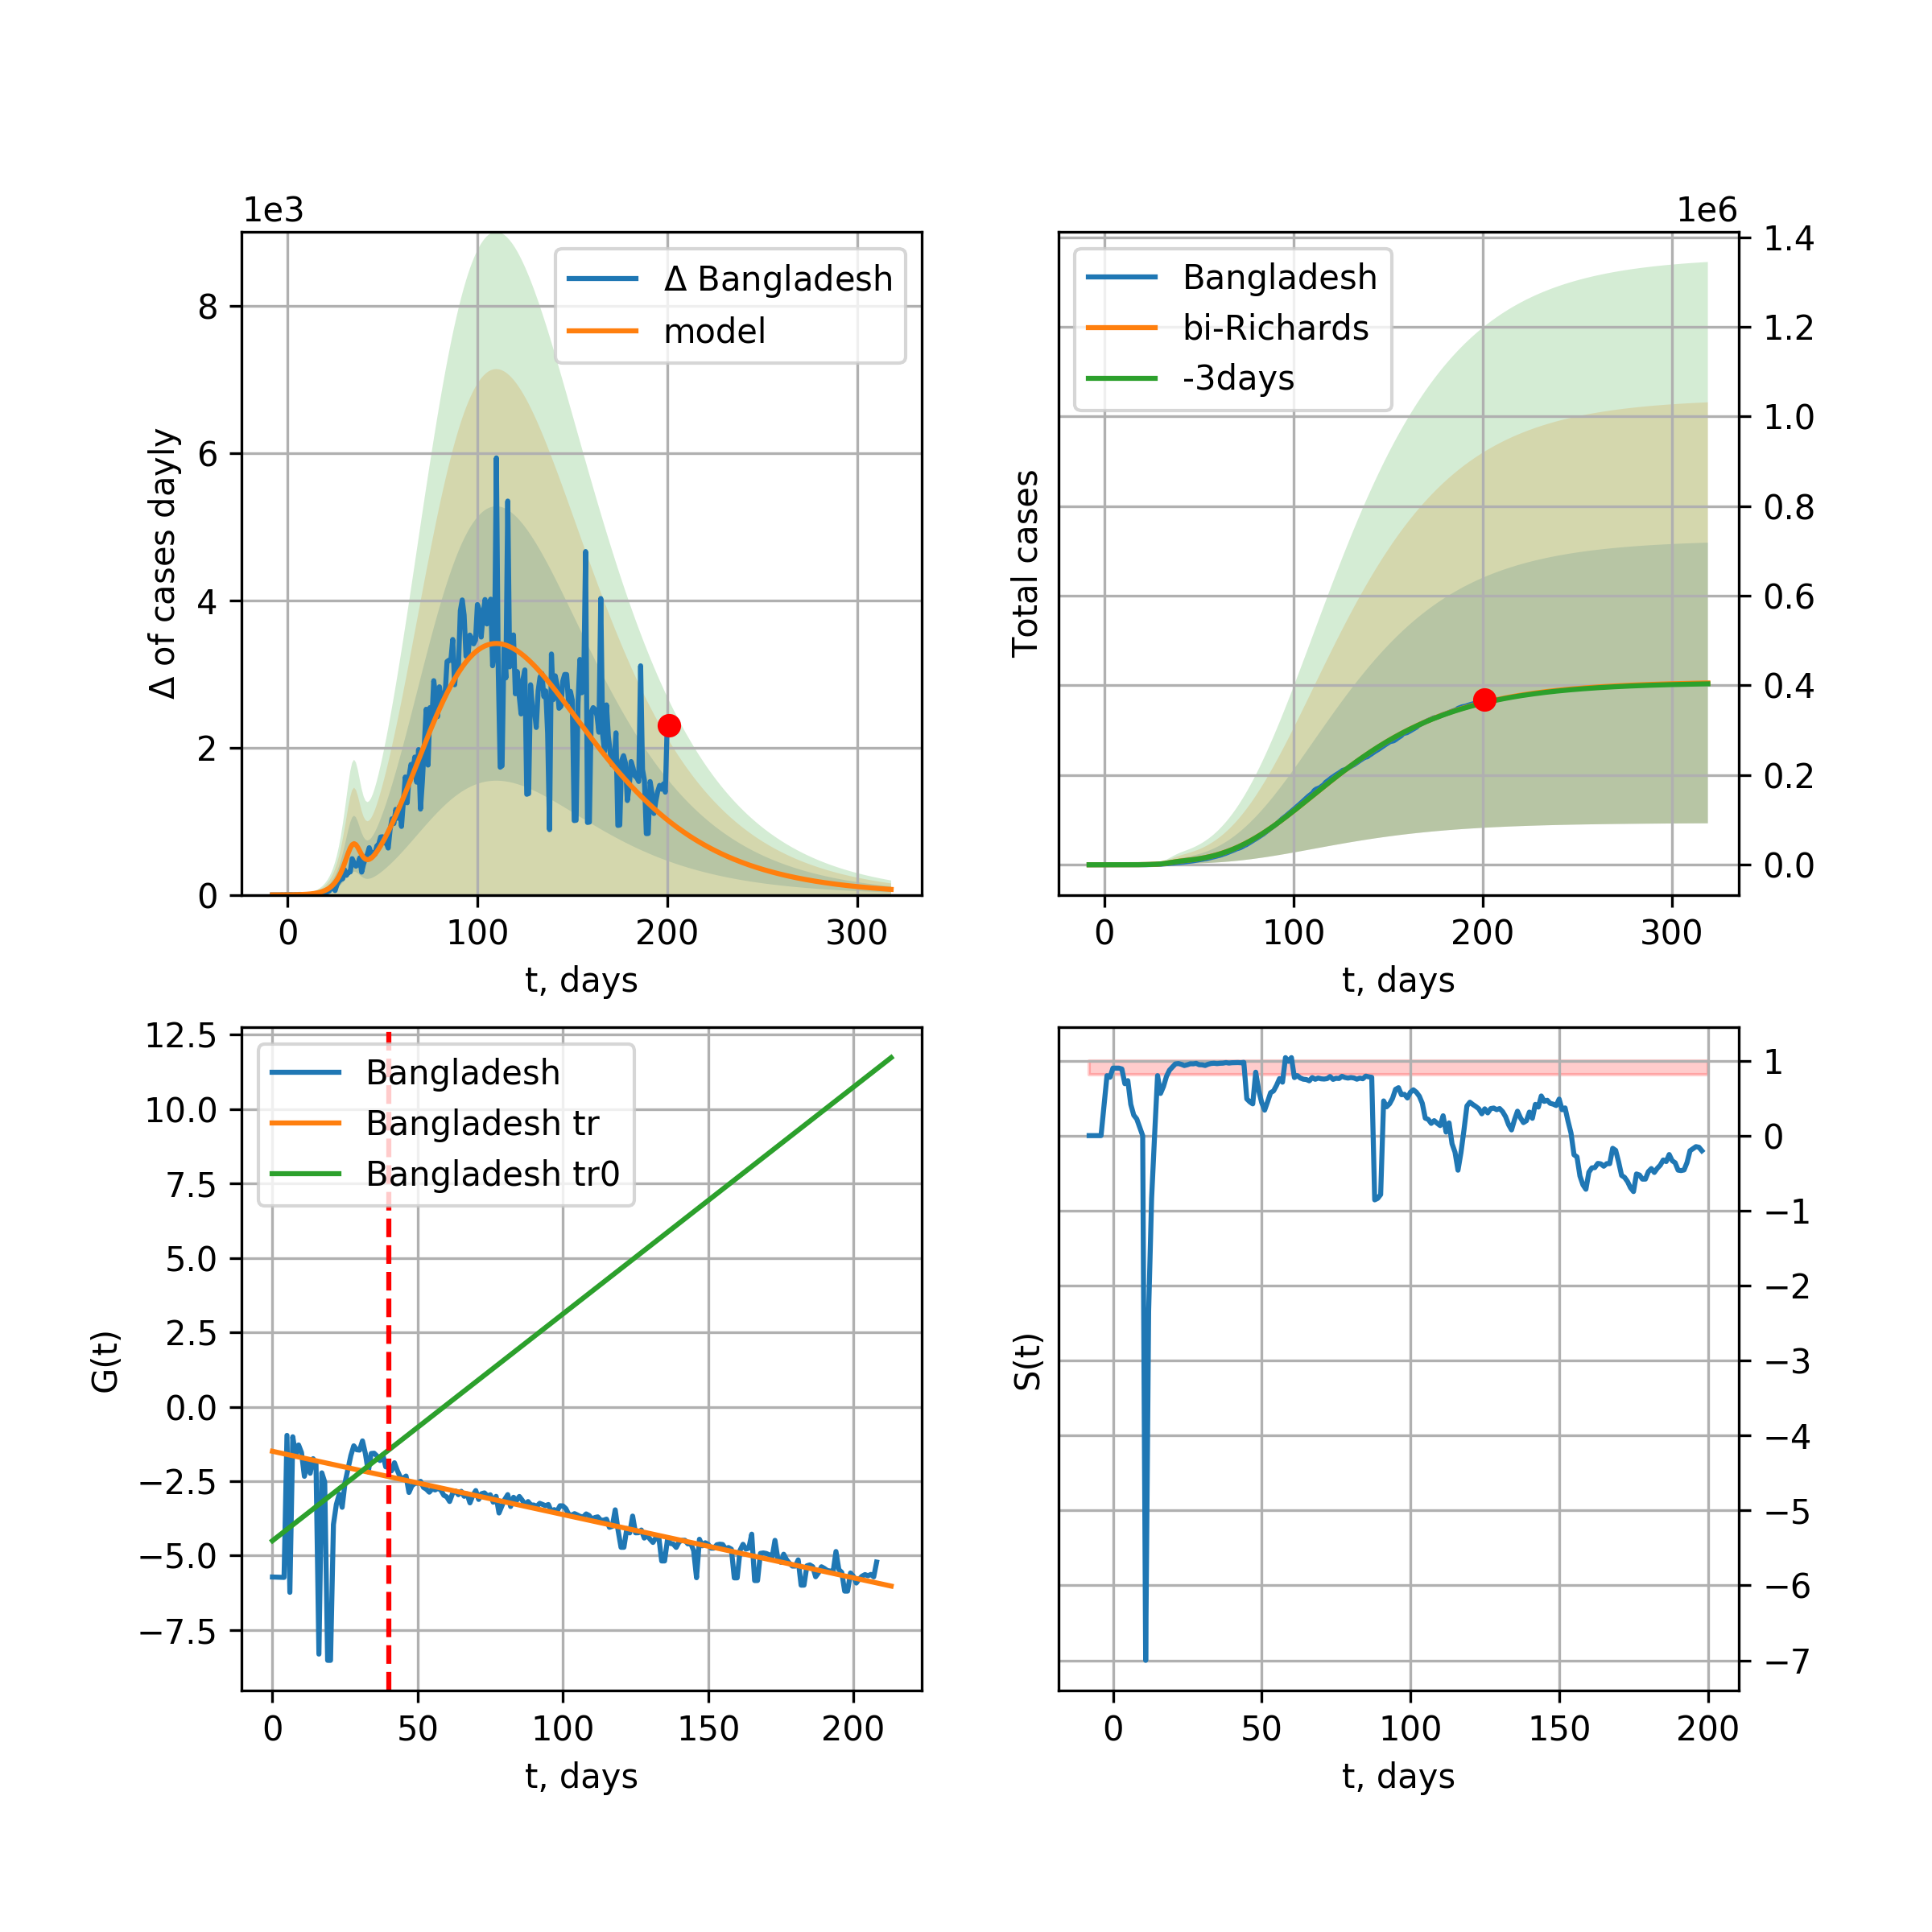 1e3
Δ of cases dayly
8
6
4
2
0
Δ Bangladesh
model
0 100 200 300
t, days
1e6
Total cases
Bangladesh
bi-Richards
-3days
1.4
1.2
1.0
0.8
0.6
0.4
0.2
0.0
0 100 200 300
t, days
G(t)
12.5
10.0
7.5
5.0
2.5
0.0
−2.5
−5.0
−7.5
Bangladesh
Bangladesh tr
Bangladesh tr0
0 50 100 150 200
t, days
S(t)
1
0
−1
−2
−3
−4
−5
−6
−7
0 50 100 150 200
t, days